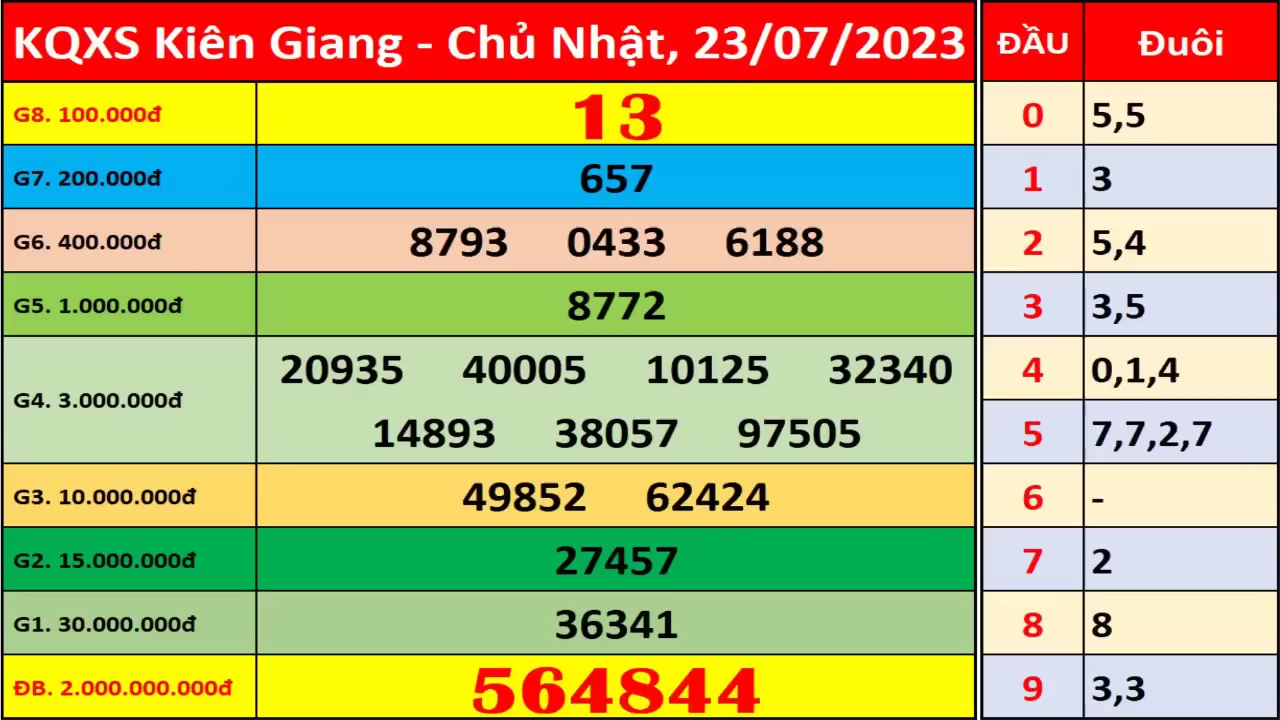 KQXS Kiên Giang - Chủ Nhật, 23/07/2023 ĐẦU Đuôi
G8. 100.000đ 13 0 5,5
G7. 200.000đ 657 1 3
G6. 400.000đ 8793 0433 6188 2 5,4
G5. 1.000.000đ 8772 3 3,5
G4. 3.000.000đ 20935 40005 10125 32340 4 0,1,4
14893 38057 97505 5 7,7,2,7
G3. 10.000.000đ 49852 62424 6 -
G2. 15.000.000đ 27457 7 2
G1. 30.000.000đ 36341 8 8
ĐB. 2.000.000.000đ 564844 9 3,3